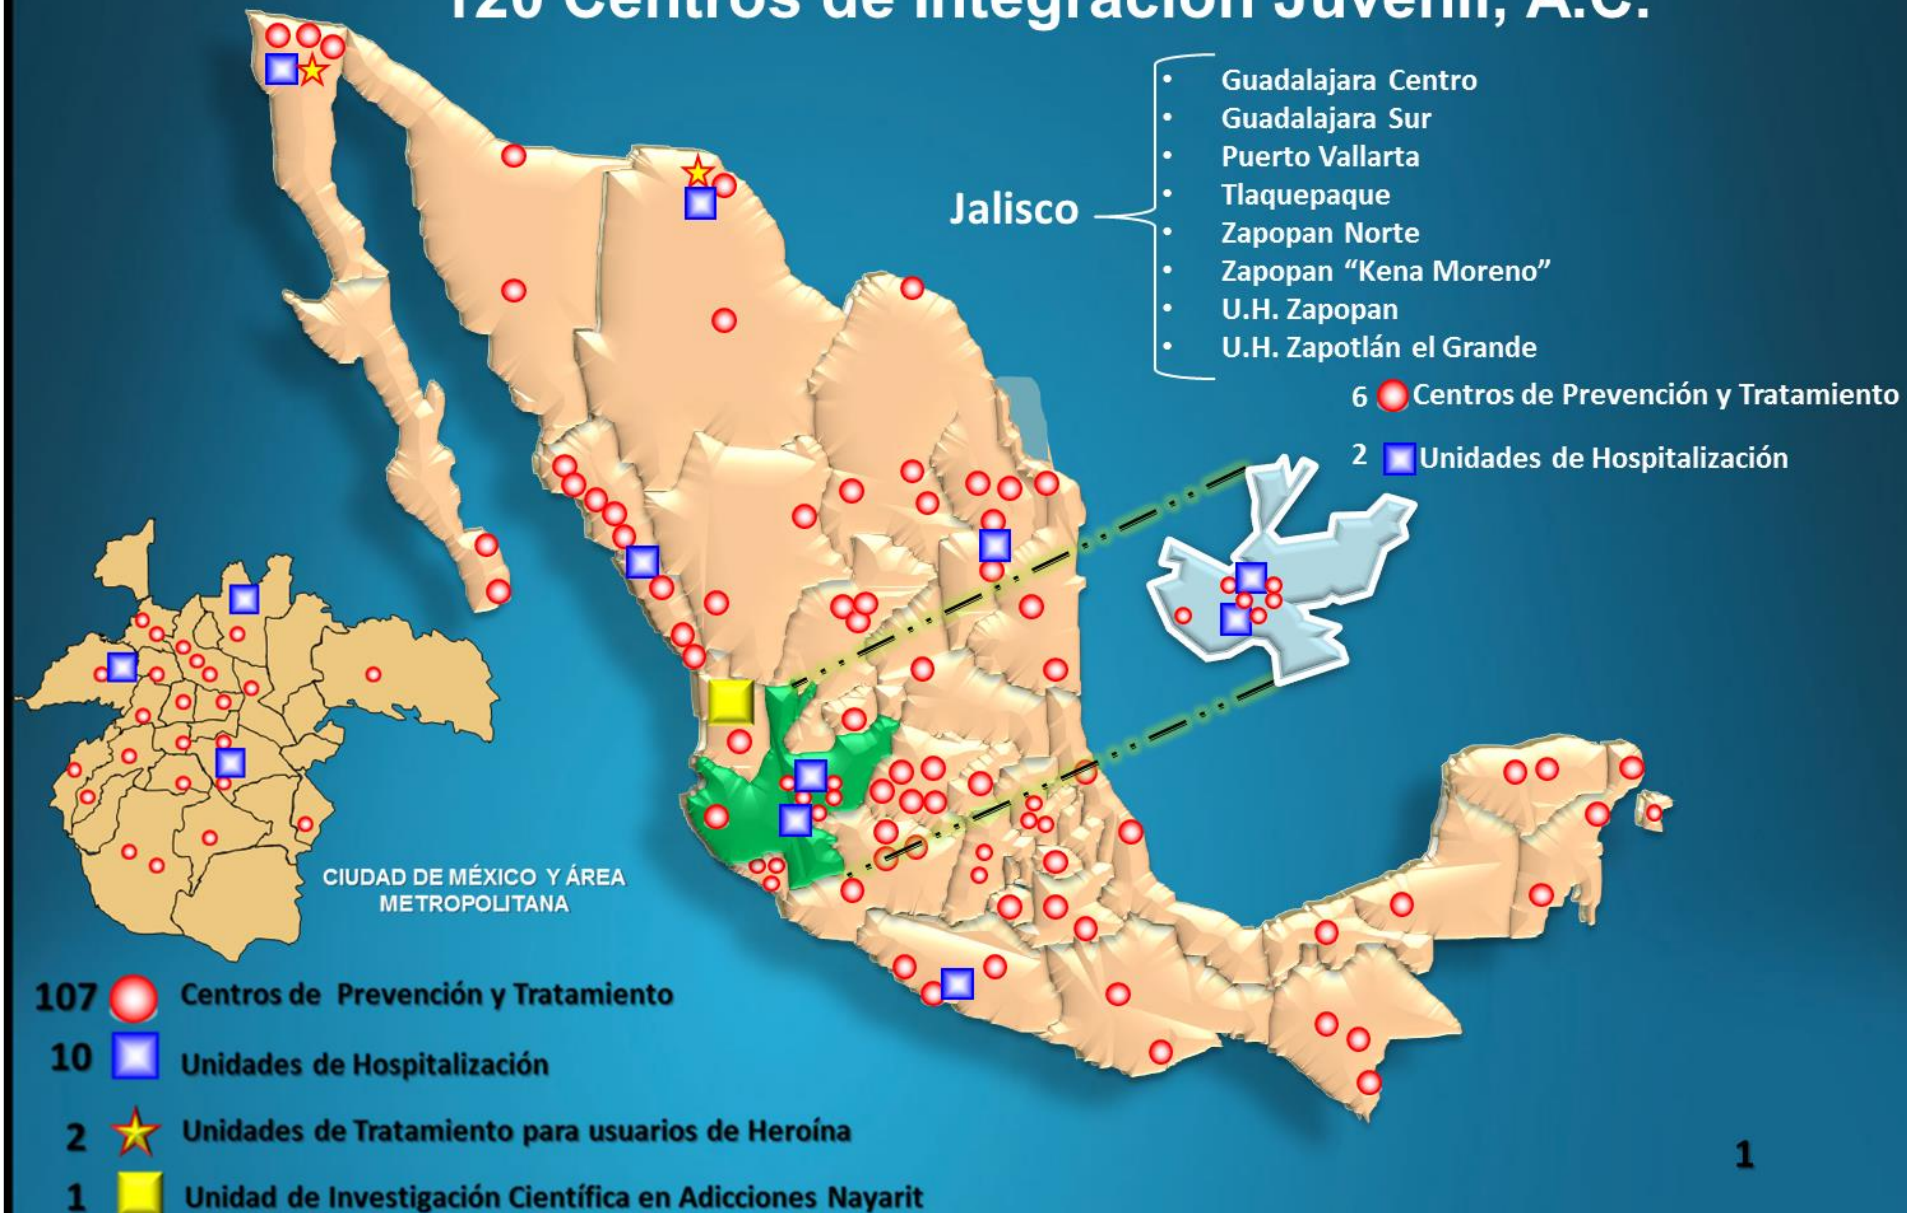 120 Centros de Integración Juvenil, A.C.
Jalisco
• Guadalajara Centro
• Guadalajara Sur
• Puerto Vallarta
• Tlaquepaque
• Zapopan Norte
• Zapopan “Kena Moreno”
• U.H. Zapopan
• U.H. Zapotlán el Grande
6 Centros de Prevención y Tratamiento
2 Unidades de Hospitalización
CIUDAD DE MÉXICO Y ÁREA
METROPOLITANA
107 Centros de Prevención y Tratamiento
10 Unidades de Hospitalización
2 Unidades de Tratamiento para usuarios de Heroína
1 Unidad de Investigación Científica en Adicciones Nayarit
1